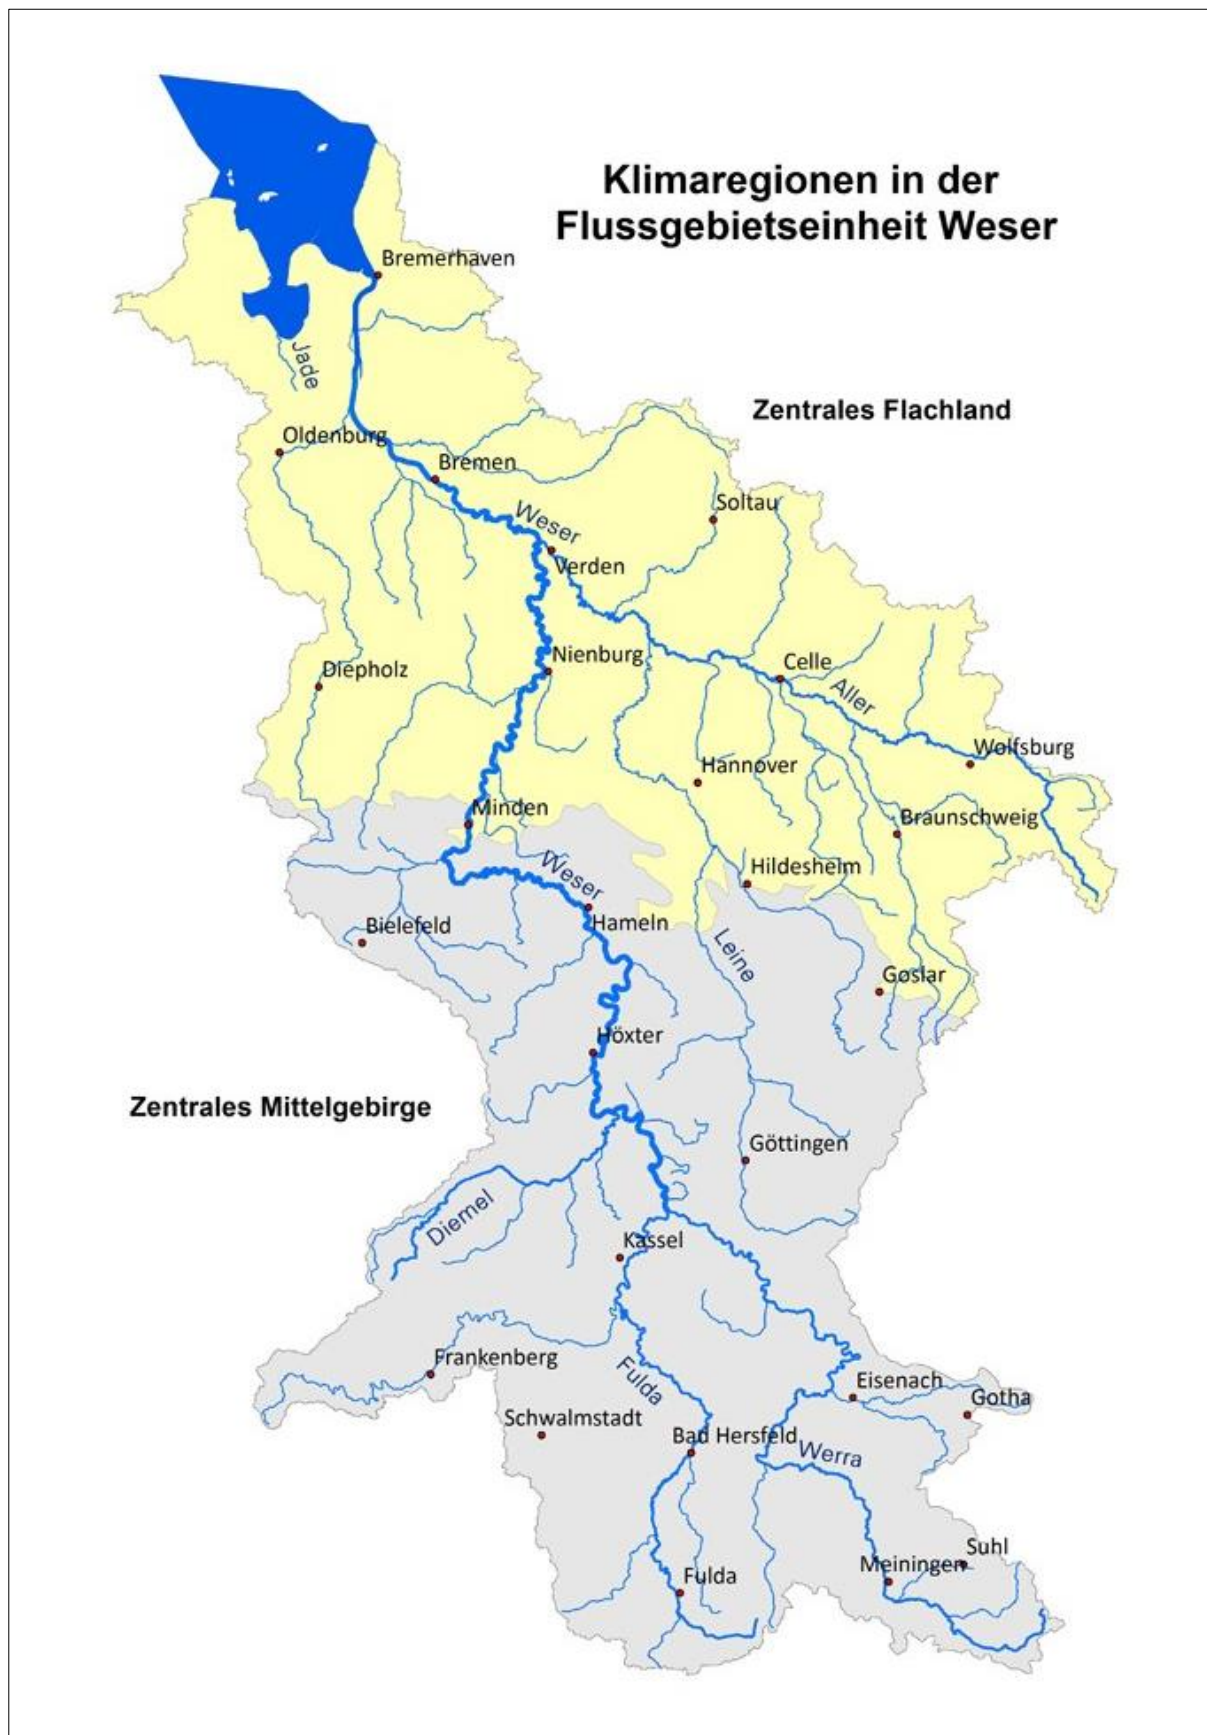 Klimaregionen in der
Flussgebietseinheit Weser
Bremerhaven
Jade
Zentrales Flachland
Oldenburg
Bremen
Soltau
Weser
Verden
Nienburg
Celle
Diepholz
Aller
Wolfsburg
Hannover
Minden
Braunschweig
Weser
Hildesheim
Hameln
Bielefeld
Leine
Goslar
Höxter
Zentrales Mittelgebirge
Göttingen
Diemel
Kassel
Frankenberg
Fulda
Eisenach
Gotha
Schwalmstadt
Bad Hersfeld
Werra
Suhl
Meiningen
Fulda